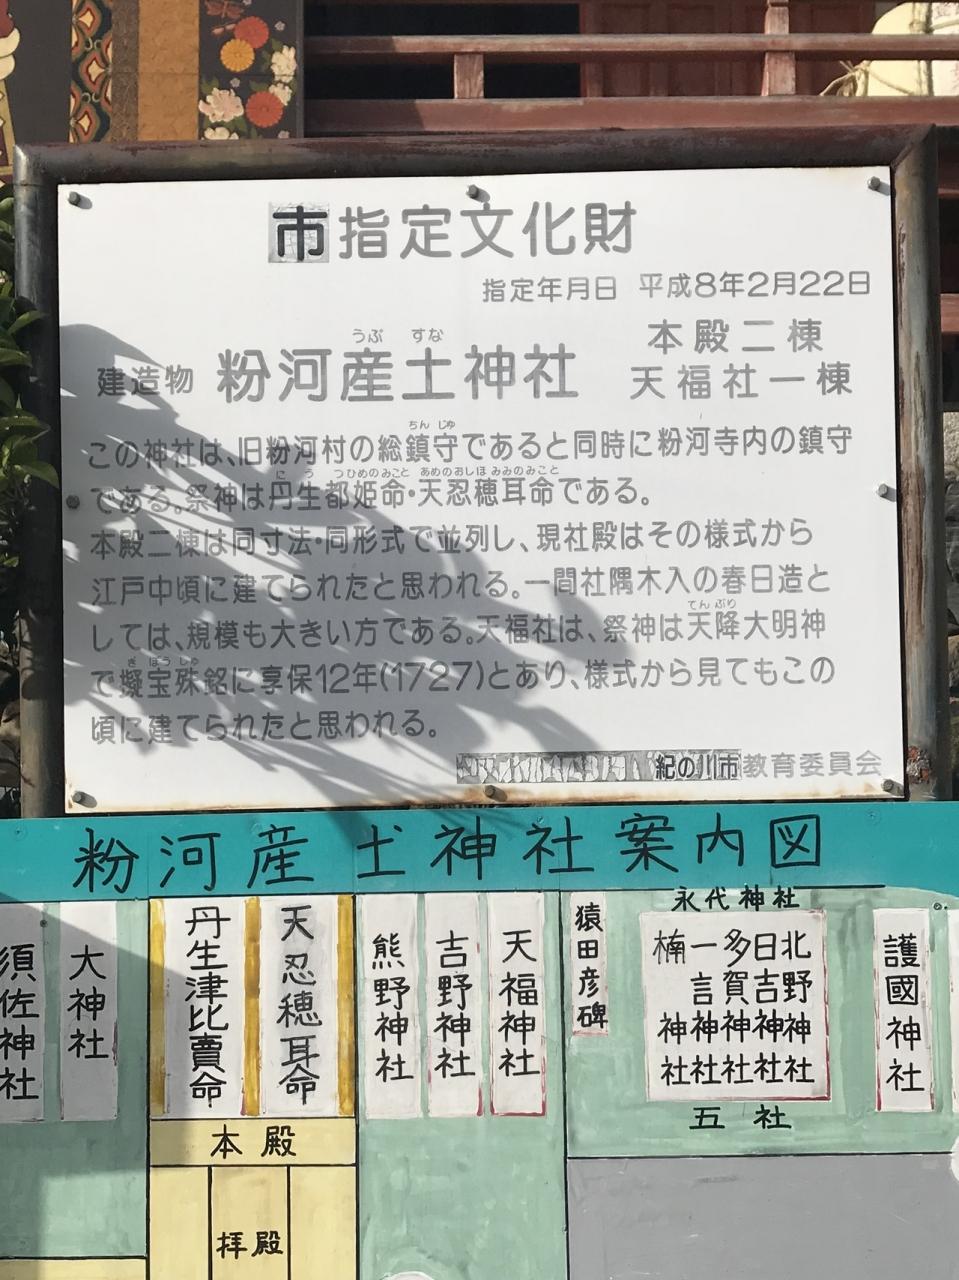 市指定文化財
指定年月日 平成8年2月22日
うぶ すな
建造物 粉河産土神社 本殿二棟
天福社一棟
ちん じゅ
この神社は、旧粉河村の総鎮守であると同時に粉河寺内の鎮守
に う つひめのみこと あめのおしほ みみのみこと
である。祭神は丹生都姫命・天忍穂耳命である。
本殿二棟は同寸法・同形式で並列し、現社殿はその様式から
江戸中頃に建てられたと思われる。一間社隅木入の春日造と
てん ぶり
しては、規模も大きい方である。天福社は、祭神は天降大明神
ぎ ぼう しゅ
で擬宝殊銘に享保12年(1727)とあり、様式から見てもこの
頃に建てられたと思われる。
紀の川市教育委員会
粉河産土神社案内図
須佐神社
大神社
丹生津比賣命
天忍穂耳命
本殿
拝殿
熊野神社
吉野神社
天福神社
猿田彦碑
永代神社
北野神社
日吉神社
多賀神社
一言神社
楠神社
五社
護國神社